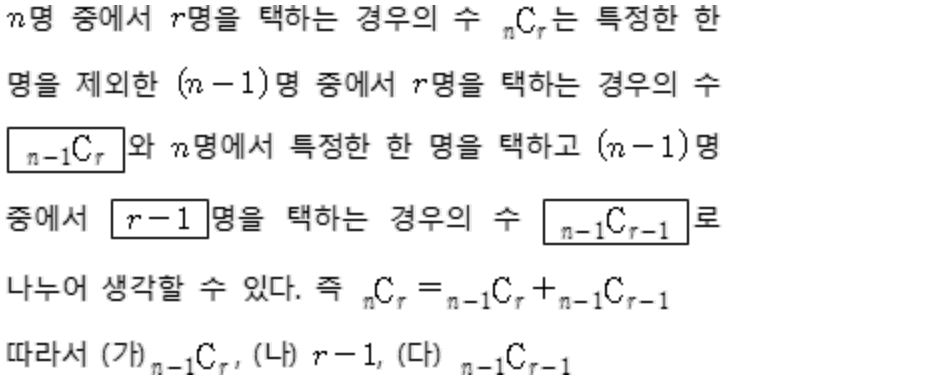 n명 중에서 r명을 택하는 경우의 수 ₙCᵣ는 특정한 한
명을 제외한 (n−1)명 중에서 r명을 택하는 경우의 수
ₙ₋₁Cᵣ 와 n명에서 특정한 한 명을 택하고 (n−1)명
중에서 r−1 명을 택하는 경우의 수 ₙ₋₁Cᵣ₋₁ 로
나누어 생각할 수 있다. 즉 ₙCᵣ=ₙ₋₁Cᵣ+ₙ₋₁Cᵣ₋₁
따라서 (가)ₙ₋₁Cᵣ, (나) r−1, (다) ₙ₋₁Cᵣ₋₁